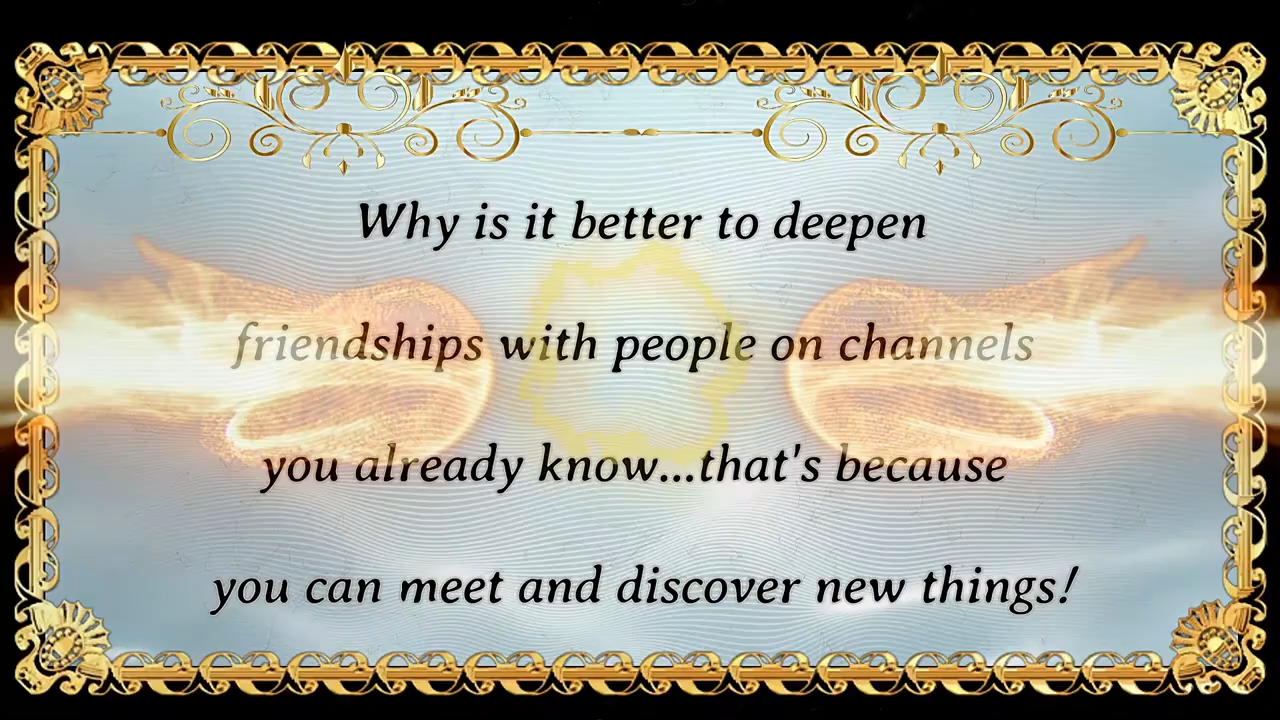 Why is it better to deepen
friendships with people on channels
you already know...that's because
you can meet and discover new things!